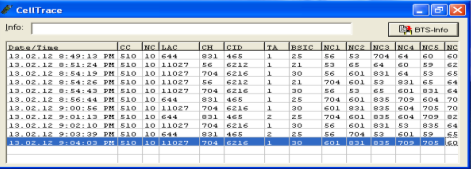 CellTrace
Info:
BTS-Info
Date/Time CC NC LAC CH CID TA BSIC NC1 NC2 NC3 NC4 NC5 NC
13.02.12 8:49:13 PM 510 10 644 831 465 1 25 56 53 704 64 60 60
13.02.12 8:51:24 PM 510 10 11027 56 6212 1 21 53 65 64 60 59 62
13.02.12 8:54:19 PM 510 10 11027 704 6216 1 30 56 601 831 64 53 65
13.02.12 8:54:26 PM 510 10 11027 56 6212 1 21 704 601 53 831 65 64
13.02.12 8:54:43 PM 510 10 11027 704 6216 1 30 56 53 65 601 831 64
13.02.12 8:56:44 PM 510 10 644 831 465 1 25 704 601 835 709 604 70
13.02.12 9:00:56 PM 510 10 11027 704 6216 1 30 601 831 835 604 705 70
13.02.12 9:01:13 PM 510 10 644 831 465 2 25 704 601 835 604 709 82
13.02.12 9:02:10 PM 510 10 11027 704 6216 1 30 56 601 831 53 835 64
13.02.12 9:03:39 PM 510 10 644 831 465 2 25 56 704 53 601 59 65
13.02.12 9:04:03 PM 510 10 11027 704 6216 1 30 601 831 835 709 705 60